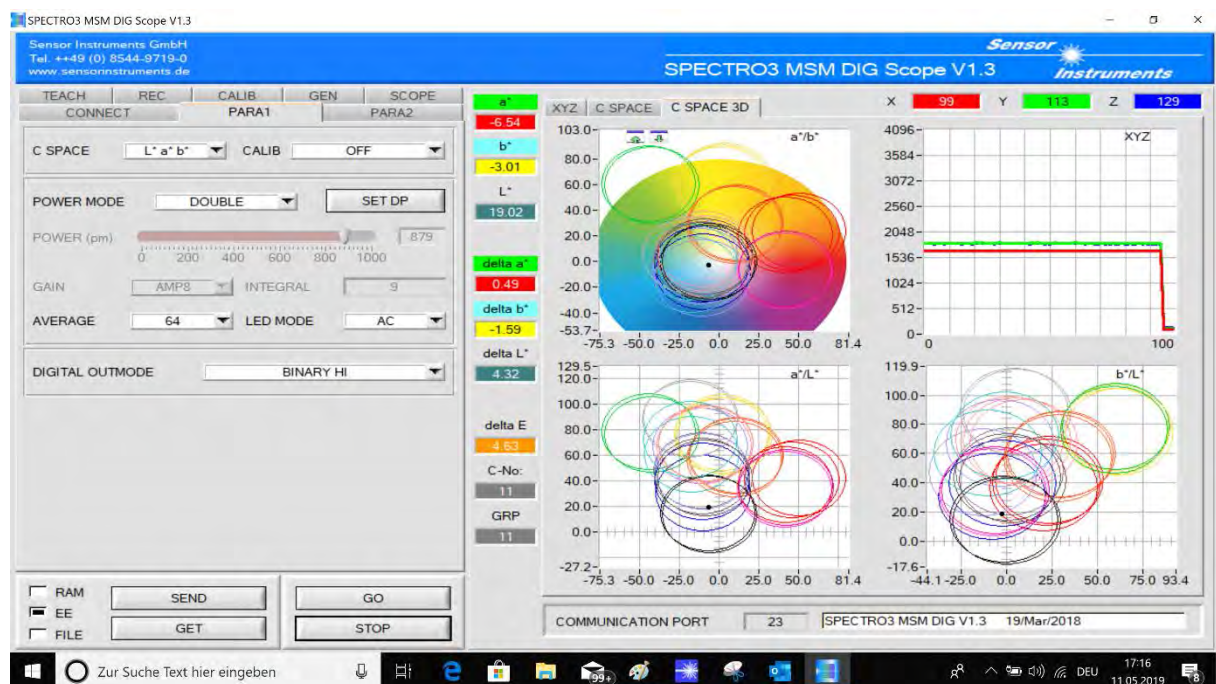 SPECTRO3 MSM DIG Scope V1.3
Sensor Instruments GmbH
Tel. ++49 (0) 8544-9719-0
www.sensorinstruments.de
SPECTRO3 MSM DIG Scope V1.3
Sensor
Instruments
TEACH REC CALIB GEN SCOPE
CONNECT PARA1 PARA2
C SPACE L* a* b* CALIB OFF
POWER MODE DOUBLE SET DP
POWER (pm) 879
0 200 400 600 800 1000
GAIN AMP8 INTEGRAL 9
AVERAGE 64 LED MODE AC
DIGITAL OUTMODE BINARY HI
RAM
EE
FILE
SEND
GET
GO
STOP
a*
-6.54
b*
-3.01
L*
19.02
delta a*
0.49
delta b*
-1.59
delta L*
4.32
delta E
4.63
C-No:
11
GRP
11
XYZ C SPACE C SPACE 3D
X 99 Y 113 Z 129
a*/b*
103.0
80.0
60.0
40.0
20.0
0.0
-20.0
-40.0
-53.7
-75.3 -50.0 -25.0 0.0 25.0 50.0 81.4
XYZ
4096
3584
3072
2560
2048
1536
1024
512
0
0 100
a*/L*
129.5
120.0
100.0
80.0
60.0
40.0
20.0
0.0
-27.2
-75.3 -50.0 -25.0 0.0 25.0 50.0 81.4
b*/L*
119.9
100.0
80.0
60.0
40.0
20.0
0.0
-17.6
-44.1 -25.0 0.0 25.0 50.0 75.0 93.4
COMMUNICATION PORT 23 SPECTRO3 MSM DIG V1.3 19/Mar/2018
Zur Suche Text hier eingeben
99+
DEU
17:16
11.05.2019
8